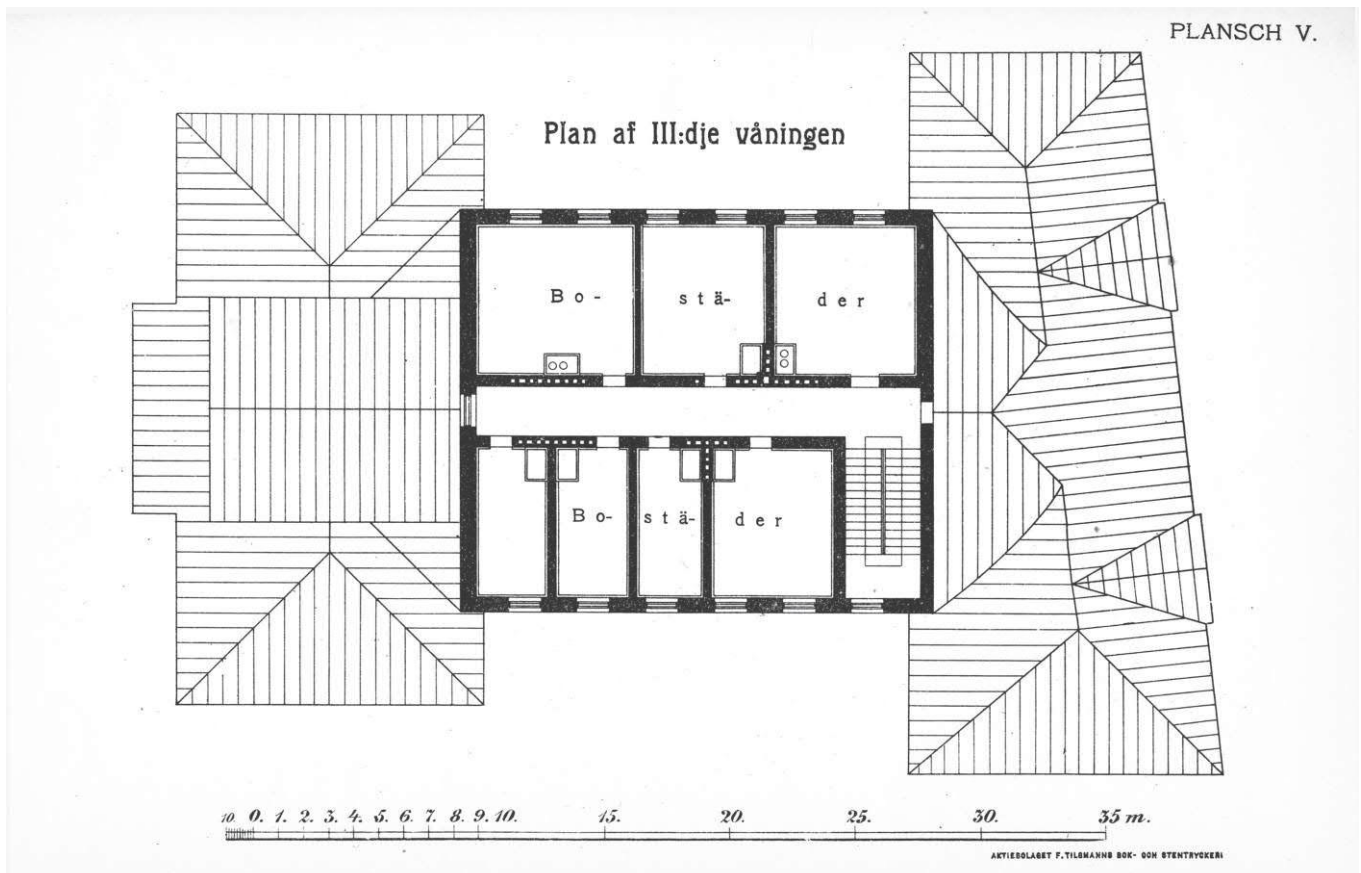 PLANSCH V.
Plan af III:dje våningen
Bo- stä- der
Bo- stä- der
10. 0. 1. 2. 3. 4. 5. 6. 7. 8. 9. 10. 15. 20. 25. 30. 35 m.
AKTIEBOLAGET F. TILGMANNS BOK- OCH STENTRYCKERI